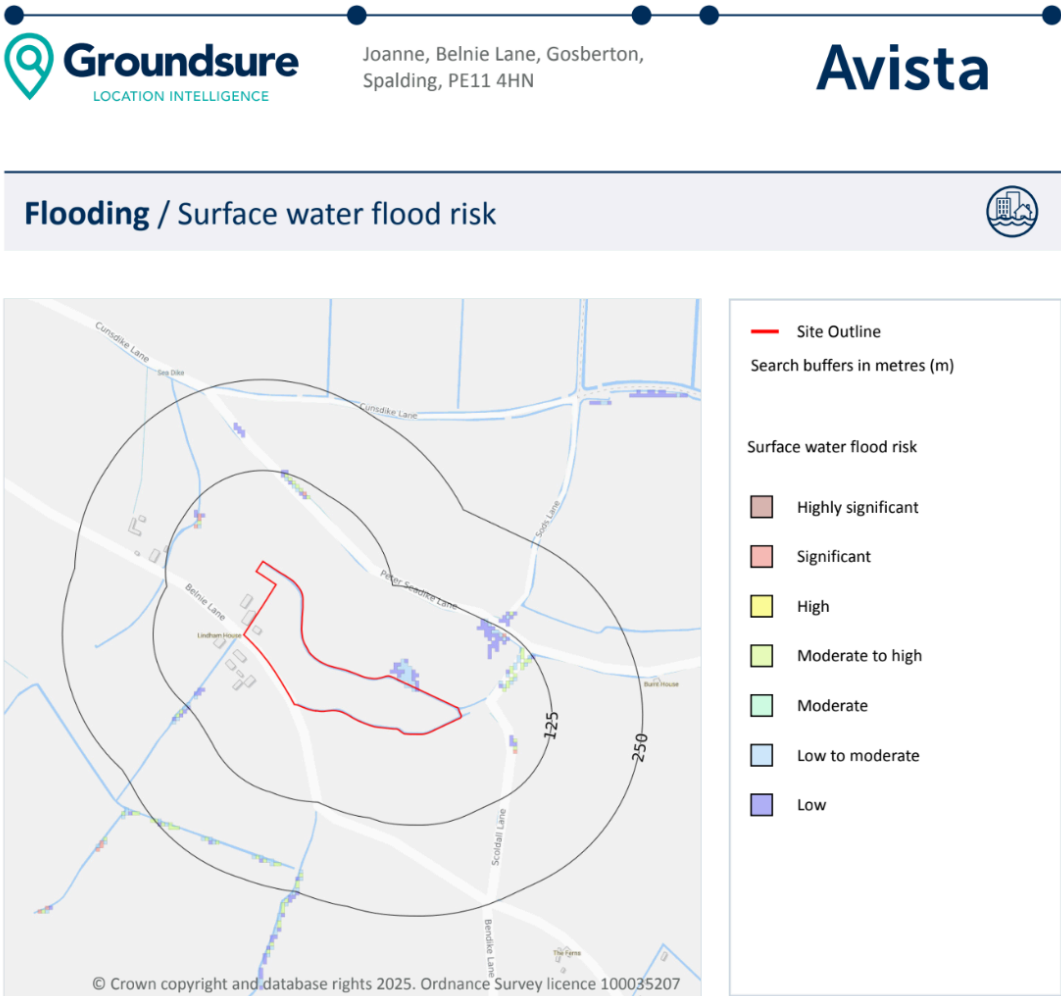 Groundsure
LOCATION INTELLIGENCE
Joanne, Belnie Lane, Gosberton,
Spalding, PE11 4HN
Avista
Flooding / Surface water flood risk
Cunsdike Lane
Sea Dike
Cunsdike Lane
Sods Lane
Peter Seadike Lane
Belnie Lane
Lindham House
Burnt House
125
250
Scoldall Lane
Bendike Lane
The Ferns
© Crown copyright and database rights 2025. Ordnance Survey licence 100035207
Site Outline
Search buffers in metres (m)
Surface water flood risk
Highly significant
Significant
High
Moderate to high
Moderate
Low to moderate
Low